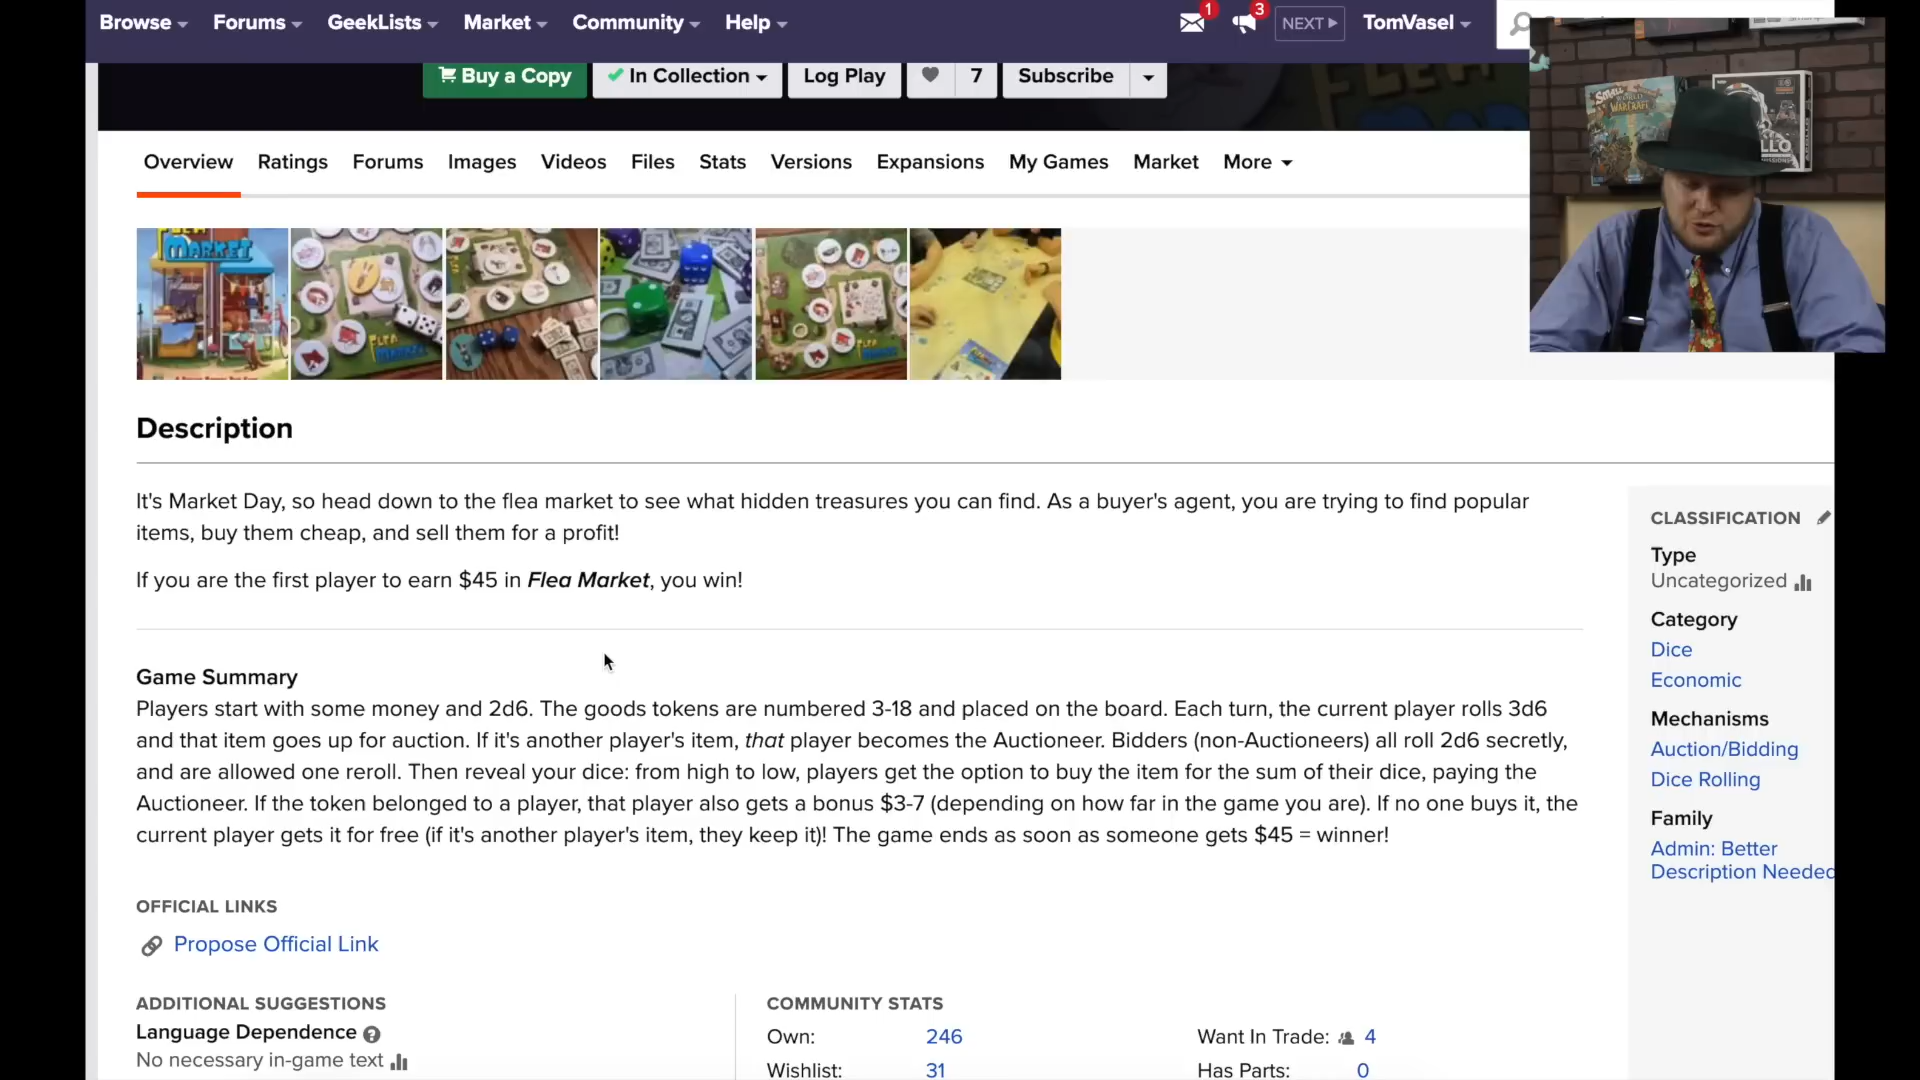 Browse Forums GeekLists Market Community Help 1 3 NEXT TomVasel
Buy a Copy In Collection Log Play 7 Subscribe
Overview Ratings Forums Images Videos Files Stats Versions Expansions My Games Market More
Description
It's Market Day, so head down to the flea market to see what hidden treasures you can find. As a buyer's agent, you are trying to find popular
items, buy them cheap, and sell them for a profit!
If you are the first player to earn $45 in Flea Market, you win!
Game Summary
Players start with some money and 2d6. The goods tokens are numbered 3-18 and placed on the board. Each turn, the current player rolls 3d6
and that item goes up for auction. If it's another player's item, that player becomes the Auctioneer. Bidders (non-Auctioneers) all roll 2d6 secretly,
and are allowed one reroll. Then reveal your dice: from high to low, players get the option to buy the item for the sum of their dice, paying the
Auctioneer. If the token belonged to a player, that player also gets a bonus $3-7 (depending on how far in the game you are). If no one buys it, the
current player gets it for free (if it's another player's item, they keep it)! The game ends as soon as someone gets $45 = winner!
OFFICIAL LINKS
Propose Official Link
ADDITIONAL SUGGESTIONS
Language Dependence
No necessary in-game text
COMMUNITY STATS
Own: 246
Wishlist: 31
Want In Trade: 4
Has Parts: 0
CLASSIFICATION
Type
Uncategorized
Category
Dice
Economic
Mechanisms
Auction/Bidding
Dice Rolling
Family
Admin: Better
Description Needed
SMALL
WORLD
WARCRAFT
MARKET